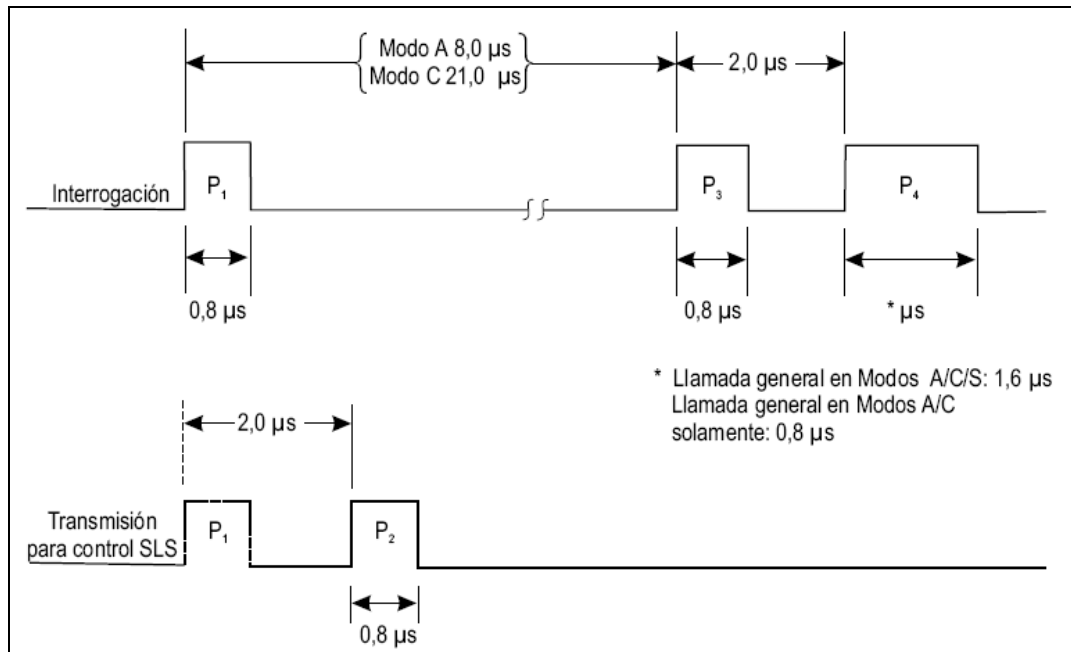 Modo A 8,0 µs
Modo C 21,0 µs
2,0 µs
Interrogación
P₁
P₃
P₄
0,8 µs
0,8 µs
* µs
* Llamada general en Modos A/C/S: 1,6 µs
Llamada general en Modos A/C
solamente: 0,8 µs
2,0 µs
Transmisión
para control SLS
P₁
P₂
0,8 µs